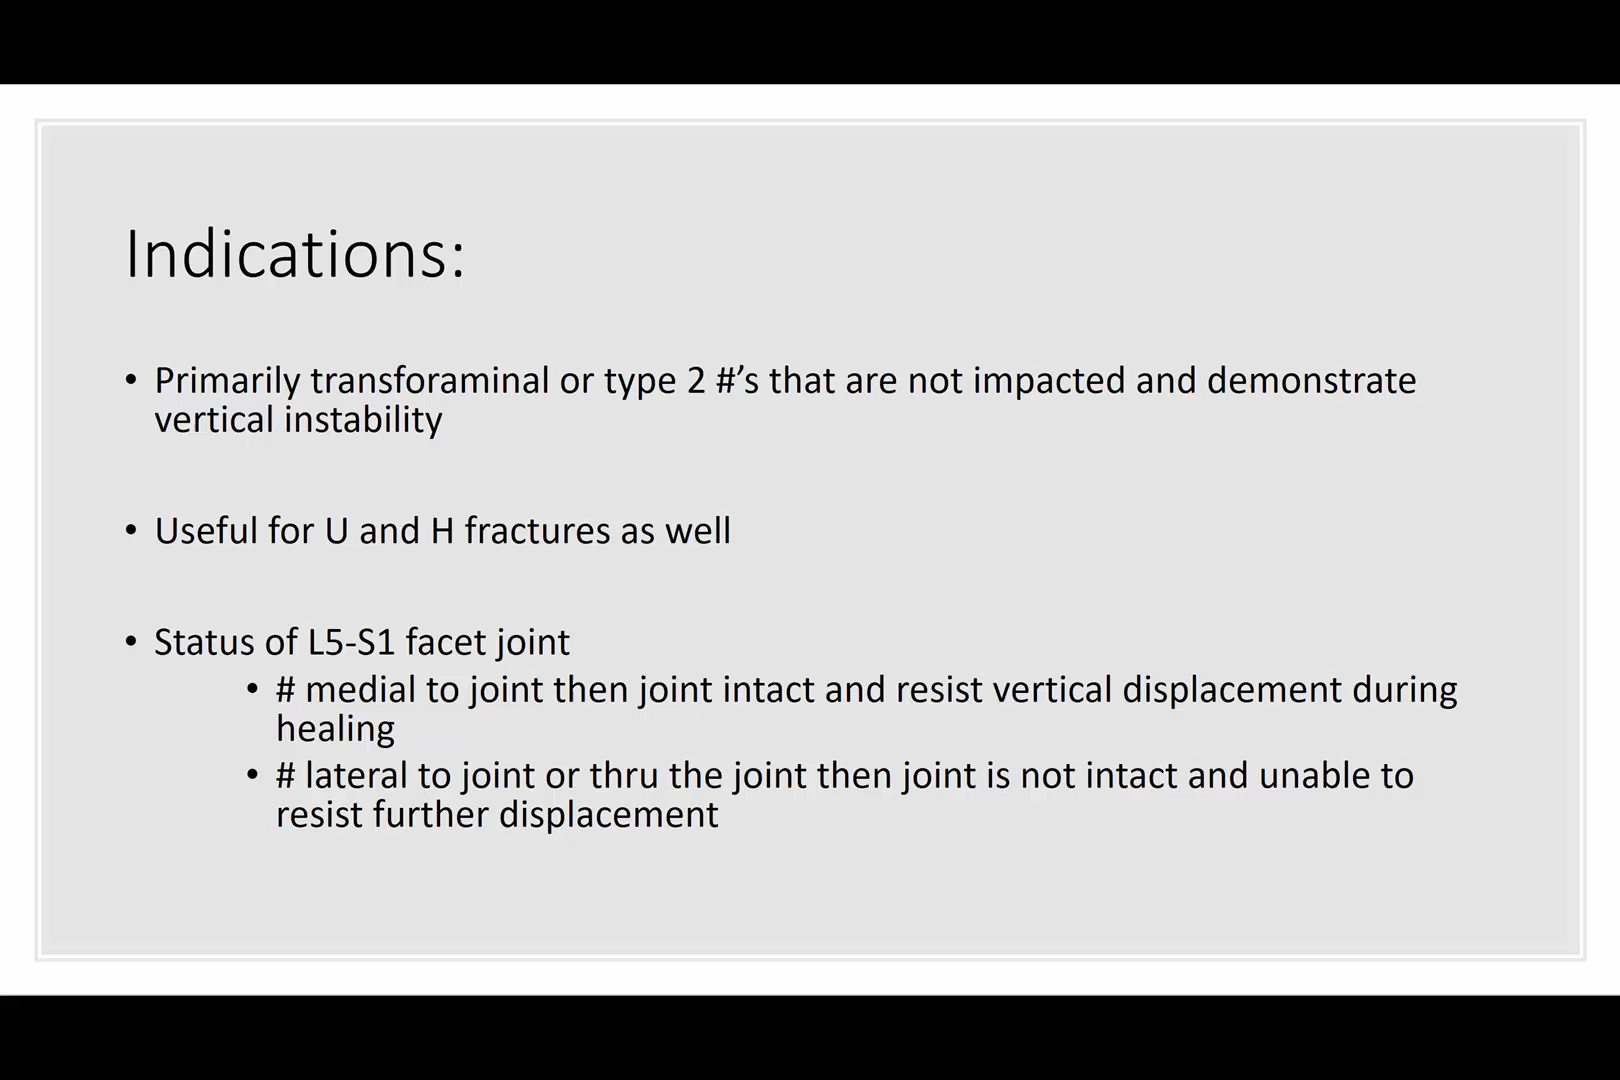 Indications:
• Primarily transforaminal or type 2 #’s that are not impacted and demonstrate
vertical instability
• Useful for U and H fractures as well
• Status of L5-S1 facet joint
• # medial to joint then joint intact and resist vertical displacement during
healing
• # lateral to joint or thru the joint then joint is not intact and unable to
resist further displacement